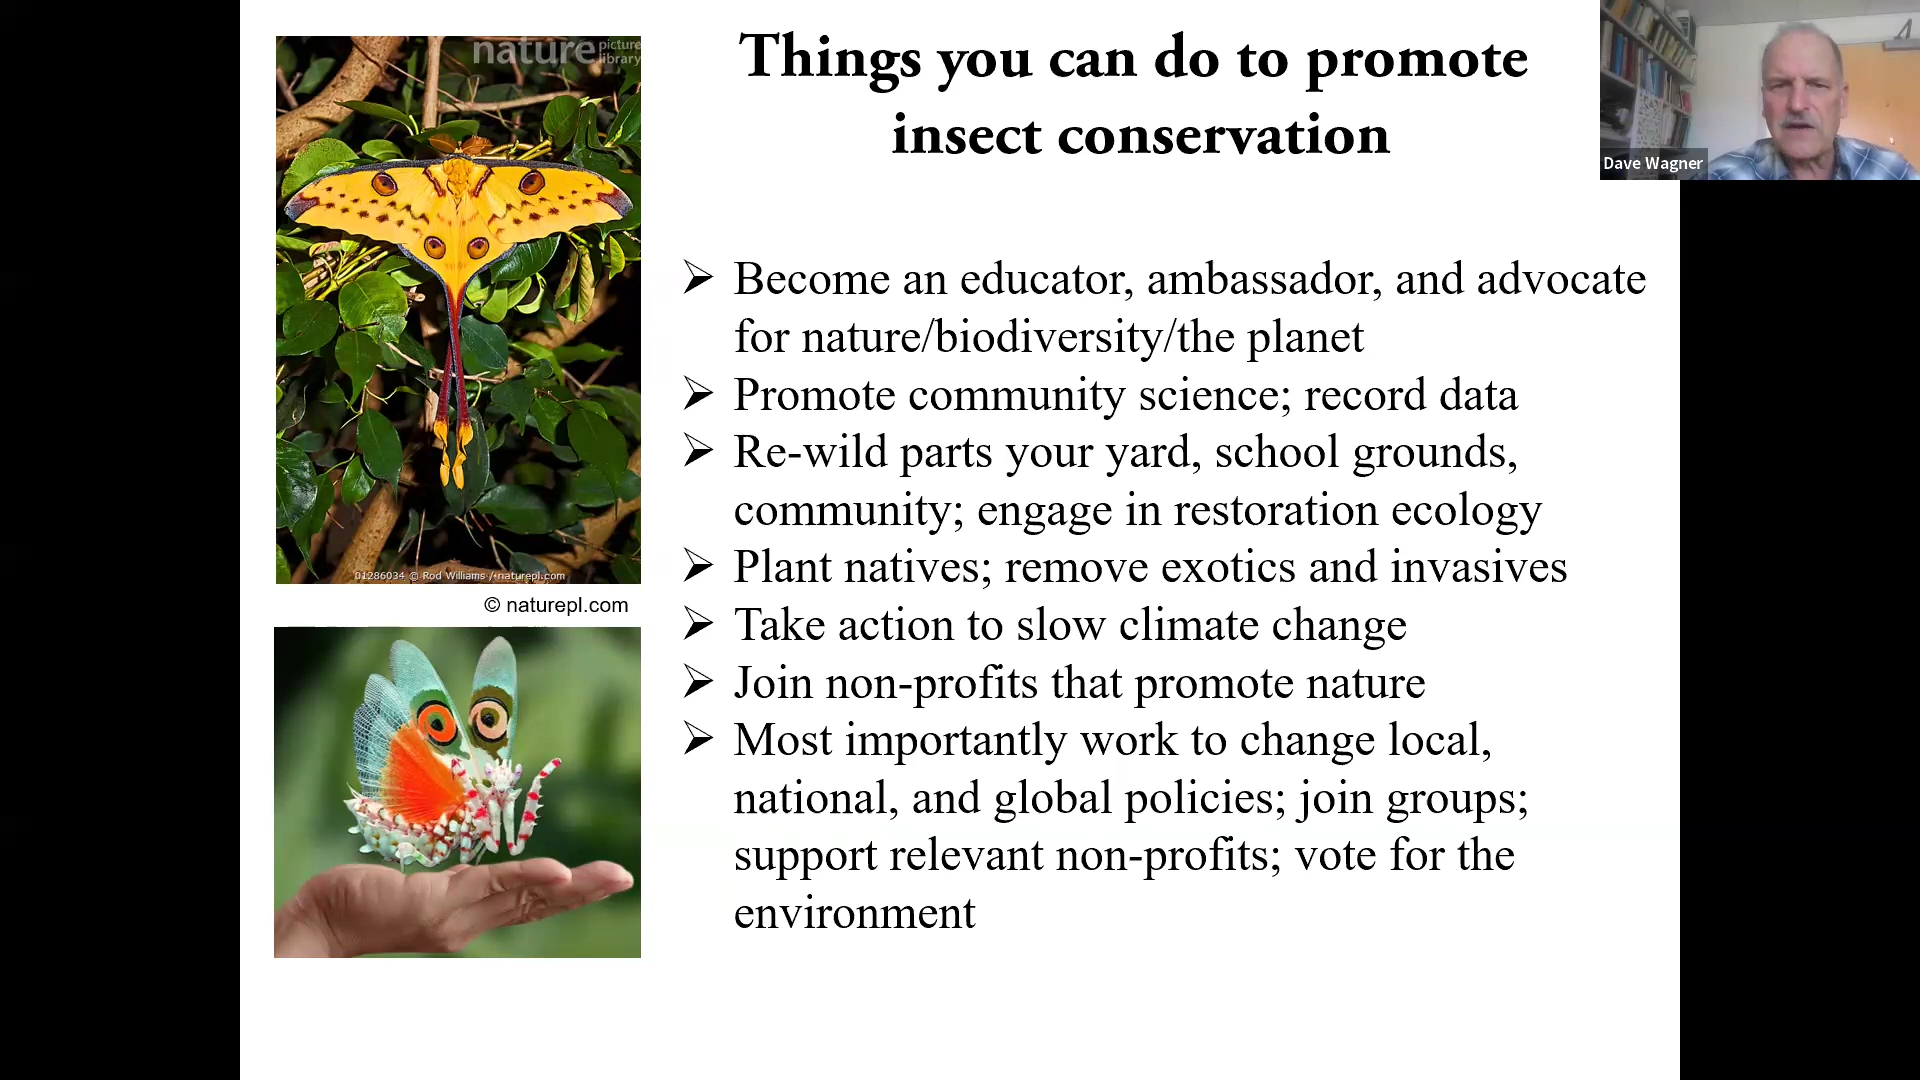 nature picture library
Things you can do to promote
insect conservation
Dave Wagner
➢ Become an educator, ambassador, and advocate
for nature/biodiversity/the planet
➢ Promote community science; record data
➢ Re-wild parts your yard, school grounds,
community; engage in restoration ecology
➢ Plant natives; remove exotics and invasives
➢ Take action to slow climate change
➢ Join non-profits that promote nature
➢ Most importantly work to change local,
national, and global policies; join groups;
support relevant non-profits; vote for the
environment
01286034 © Rod Williams / naturepl.com
© naturepl.com